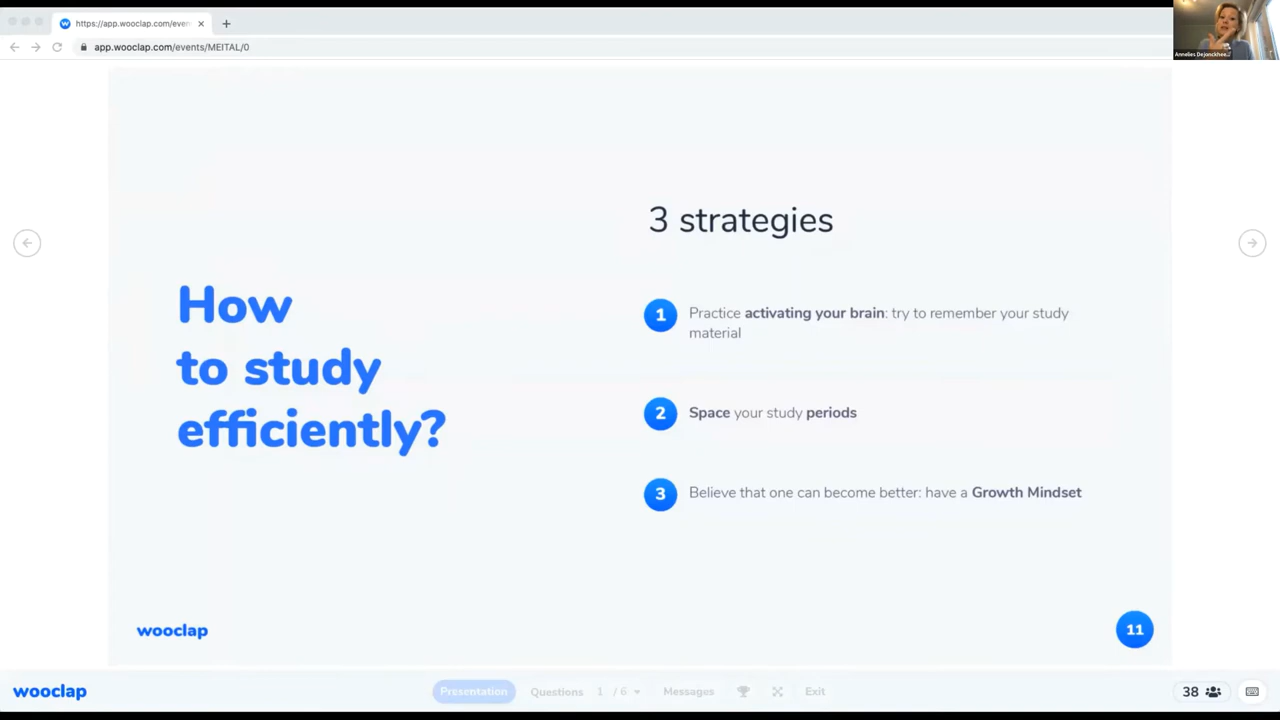 https://app.wooclap.com/even
app.wooclap.com/events/MEITAL/0
Annelies Dejonckhee...
3 strategies
How
to study
efficiently?
1
Practice activating your brain: try to remember your study
material
2
Space your study periods
3
Believe that one can become better: have a Growth Mindset
wooclap
11
wooclap
Presentation
Questions 1 / 6
Messages
Exit
38